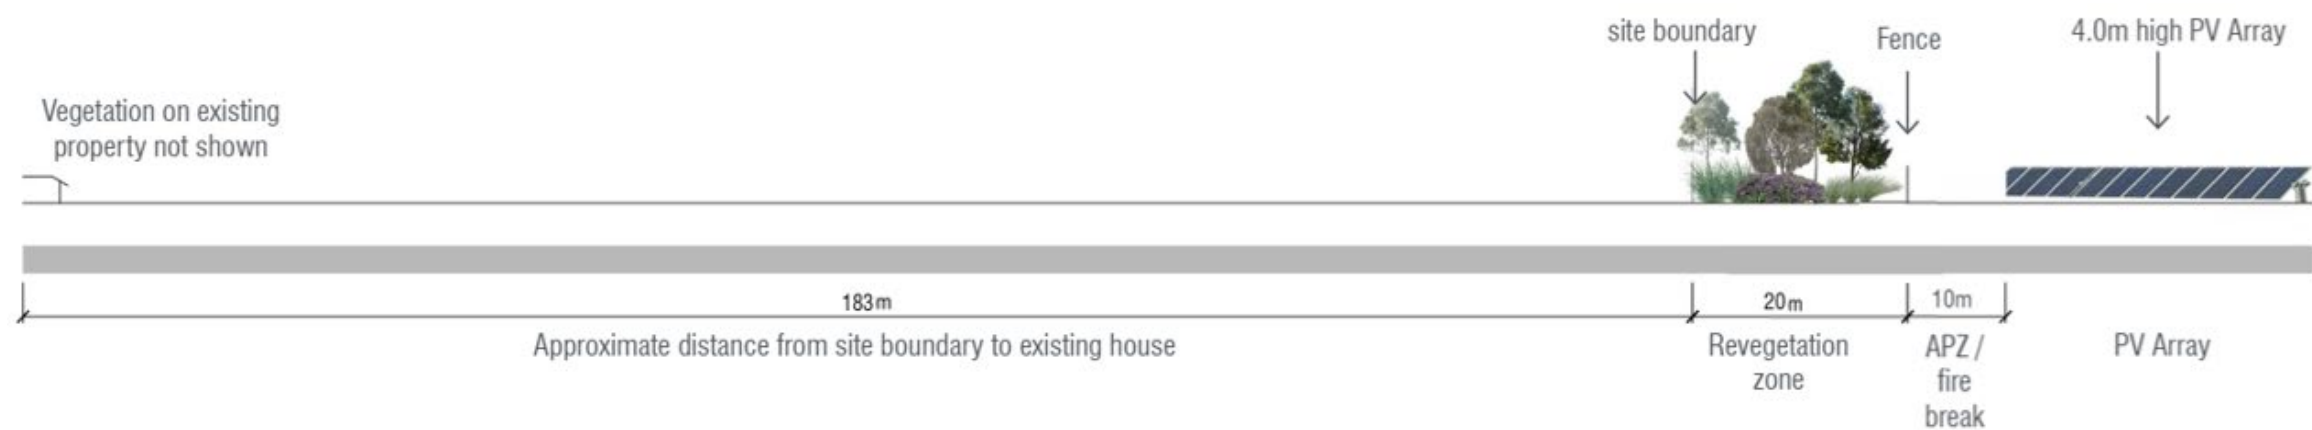 site boundary
Fence
4.0m high PV Array
Vegetation on existing
property not shown
183m
20m
10m
Approximate distance from site boundary to existing house
Revegetation
zone
APZ /
fire
break
PV Array